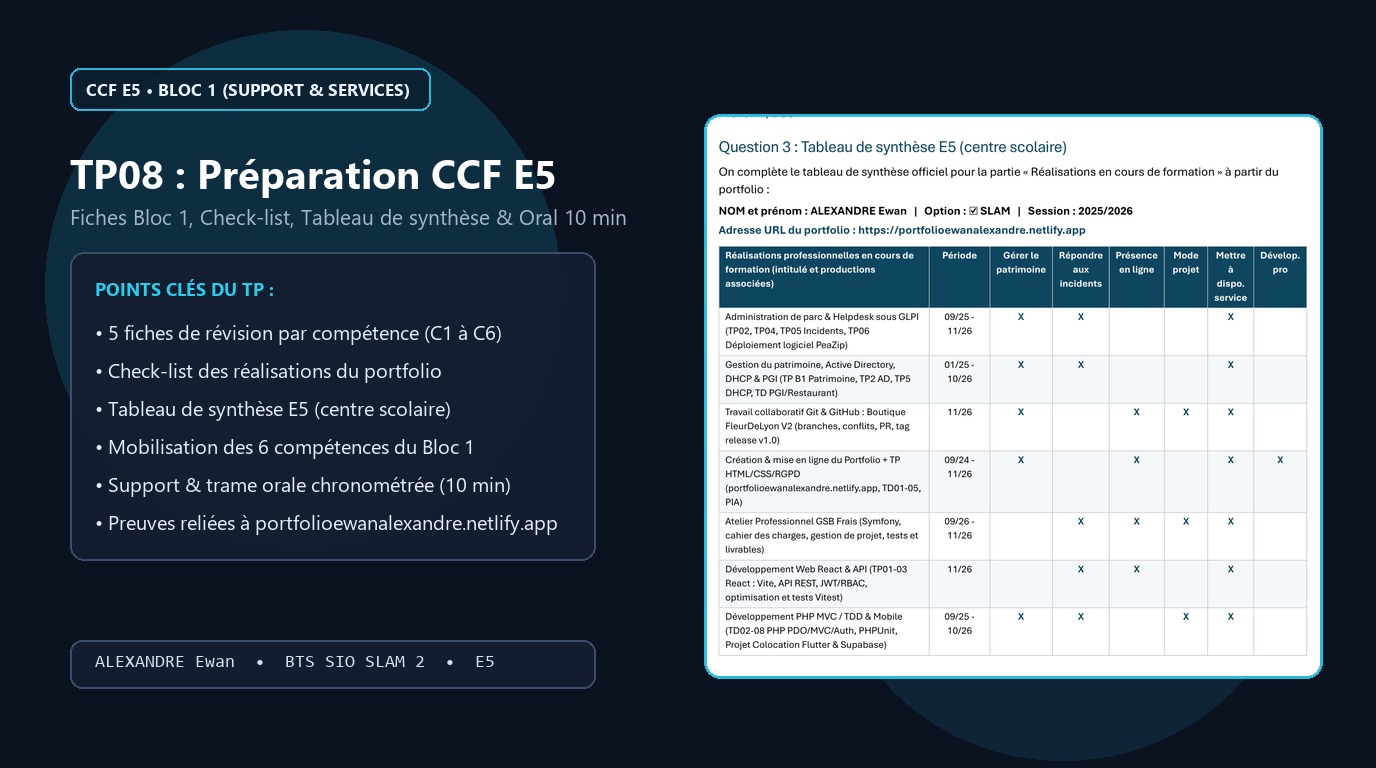 CCF E5 • BLOC 1 (SUPPORT & SERVICES)
TP08 : Préparation CCF E5
Fiches Bloc 1, Check-list, Tableau de synthèse & Oral 10 min
POINTS CLÉS DU TP :
• 5 fiches de révision par compétence (C1 à C6)
• Check-list des réalisations du portfolio
• Tableau de synthèse E5 (centre scolaire)
• Mobilisation des 6 compétences du Bloc 1
• Support & trame orale chronométrée (10 min)
• Preuves reliées à portfolioewanalexandre.netlify.app
ALEXANDRE Ewan • BTS SIO SLAM 2 • E5
Question 3 : Tableau de synthèse E5 (centre scolaire)
On complète le tableau de synthèse officiel pour la partie « Réalisations en cours de formation » à partir du
portfolio :
NOM et prénom : ALEXANDRE Ewan | Option : ☑ SLAM | Session : 2025/2026
Adresse URL du portfolio : https://portfolioewanalexandre.netlify.app
Réalisations professionnelles en cours de
formation (intitulé et productions
associées)
Période
Gérer le
patrimoine
Répondre
aux
incidents
Présence
en ligne
Mode
projet
Mettre
à
dispo.
service
Dévelop.
pro
Administration de parc & Helpdesk sous GLPI
(TP02, TP04, TP05 Incidents, TP06
Déploiement logiciel PeaZip)
09/25 -
11/26
X X X
Gestion du patrimoine, Active Directory,
DHCP & PGI (TP B1 Patrimoine, TP2 AD, TP5
DHCP, TD PGI/Restaurant)
01/25 -
10/26
X X X
Travail collaboratif Git & GitHub : Boutique
FleurDeLyon V2 (branches, conflits, PR, tag
release v1.0)
11/26
X X X X
Création & mise en ligne du Portfolio + TP
HTML/CSS/RGPD
(portfolioewanalexandre.netlify.app, TD01-05,
PIA)
09/24 -
11/26
X X X X
Atelier Professionnel GSB Frais (Symfony,
cahier des charges, gestion de projet, tests et
livrables)
09/26 -
11/26
X X X X
Développement Web React & API (TP01-03
React : Vite, API REST, JWT/RBAC,
optimisation et tests Vitest)
11/26
X X X
Développement PHP MVC / TDD & Mobile
(TD02-08 PHP PDO/MVC/Auth, PHPUnit,
Projet Colocation Flutter & Supabase)
09/25 -
10/26
X X X X